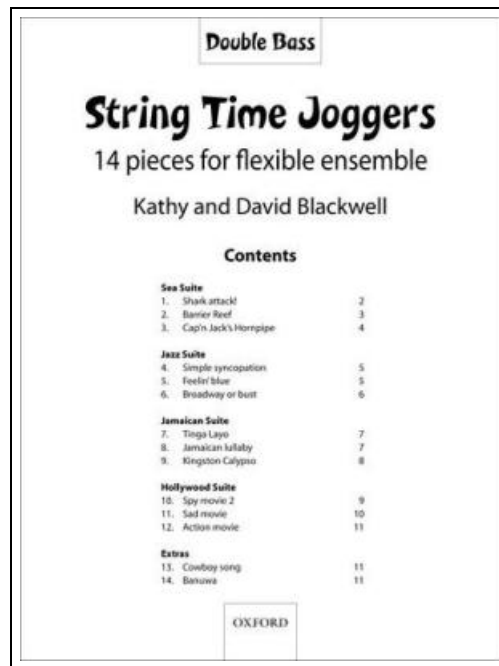 Double Bass
String Time Joggers
14 pieces for flexible ensemble
Kathy and David Blackwell
Contents
Sea Suite
1. Shark attack! 2
2. Barrier Reef 3
3. Cap'n Jack's Hornpipe 4
Jazz Suite
4. Simple syncopation 5
5. Feelin' blue 5
6. Broadway or bust 6
Jamaican Suite
7. Tinga Layo 7
8. Jamaican lullaby 7
9. Kingston Calypso 8
Hollywood Suite
10. Spy movie 2 9
11. Sad movie 10
12. Action movie 11
Extras
13. Cowboy song 11
14. Banuwa 11
OXFORD